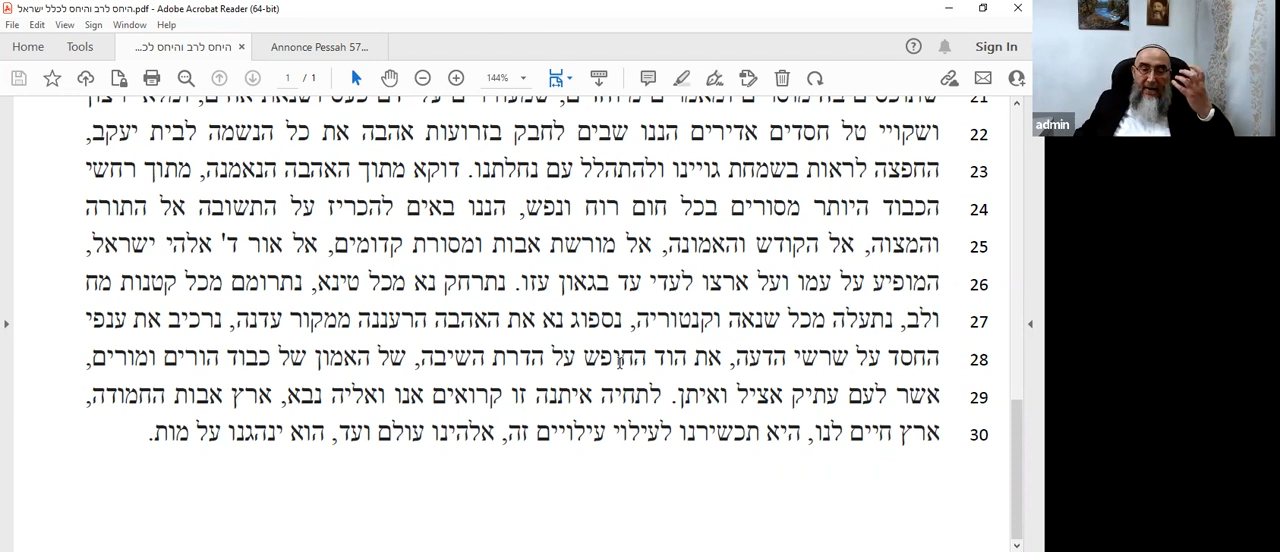 היחס לרב והיחס לכלל ישראל.pdf - Adobe Acrobat Reader (64-bit)
File Edit View Sign Window Help
Home Tools היחס לרב והיחס לכ... × Annonce Pessah 57... Sign In
1 / 1 144%
admin
21
22 ושקויי טל חסדים אדירים הננו שבים לחבק בזרועות אהבה את כל הנשמה לבית יעקב,
23 החפצה לראות בשמחת גויינו ולהתהלל עם נחלתנו. דוקא מתוך האהבה הנאמנה, מתוך רחשי
24 הכבוד היותר מסורים בכל חום רוח ונפש, הננו באים להכריז על התשובה אל התורה
25 והמצוה, אל הקודש והאמונה, אל מורשת אבות ומסורת קדומים, אל אור ד' אלהי ישראל,
26 המופיע על עמו ועל ארצו לעדי עד בגאון עזו. נתרחק נא מכל טינא, נתרומם מכל קטנות מח
27 ולב, נתעלה מכל שנאה וקנטוריה, נספוג נא את האהבה הרעננה ממקור עדנה, נרכיב את ענפי
28 החסד על שרשי הדעה, את הוד החופש על הדרת השיבה, של האמון של כבוד הורים ומורים,
29 אשר לעם עתיק אציל ואיתן. לתחיה איתנה זו קרואים אנו ואליה נבא, ארץ אבות החמודה,
30 ארץ חיים לנו, היא תכשירנו לעילוי עילויים זה, אלהינו עולם ועד, הוא ינהגנו על מות.